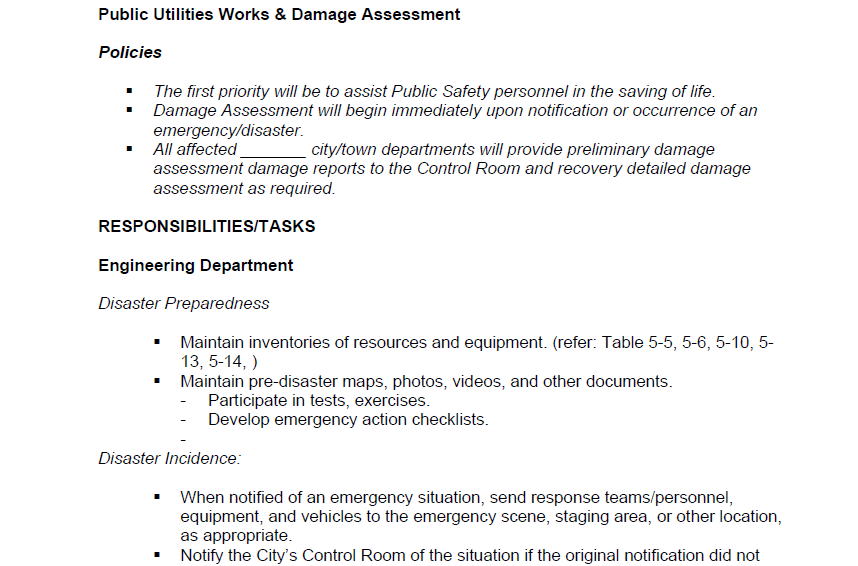 Public Utilities Works & Damage Assessment
Policies
▪ The first priority will be to assist Public Safety personnel in the saving of life.
▪ Damage Assessment will begin immediately upon notification or occurrence of an
emergency/disaster.
▪ All affected _______ city/town departments will provide preliminary damage
assessment damage reports to the Control Room and recovery detailed damage
assessment as required.
RESPONSIBILITIES/TASKS
Engineering Department
Disaster Preparedness
▪ Maintain inventories of resources and equipment. (refer: Table 5-5, 5-6, 5-10, 5-
13, 5-14, )
▪ Maintain pre-disaster maps, photos, videos, and other documents.
- Participate in tests, exercises.
- Develop emergency action checklists.
-
Disaster Incidence:
▪ When notified of an emergency situation, send response teams/personnel,
equipment, and vehicles to the emergency scene, staging area, or other location,
as appropriate.
▪ Notify the City's Control Room of the situation if the original notification did not